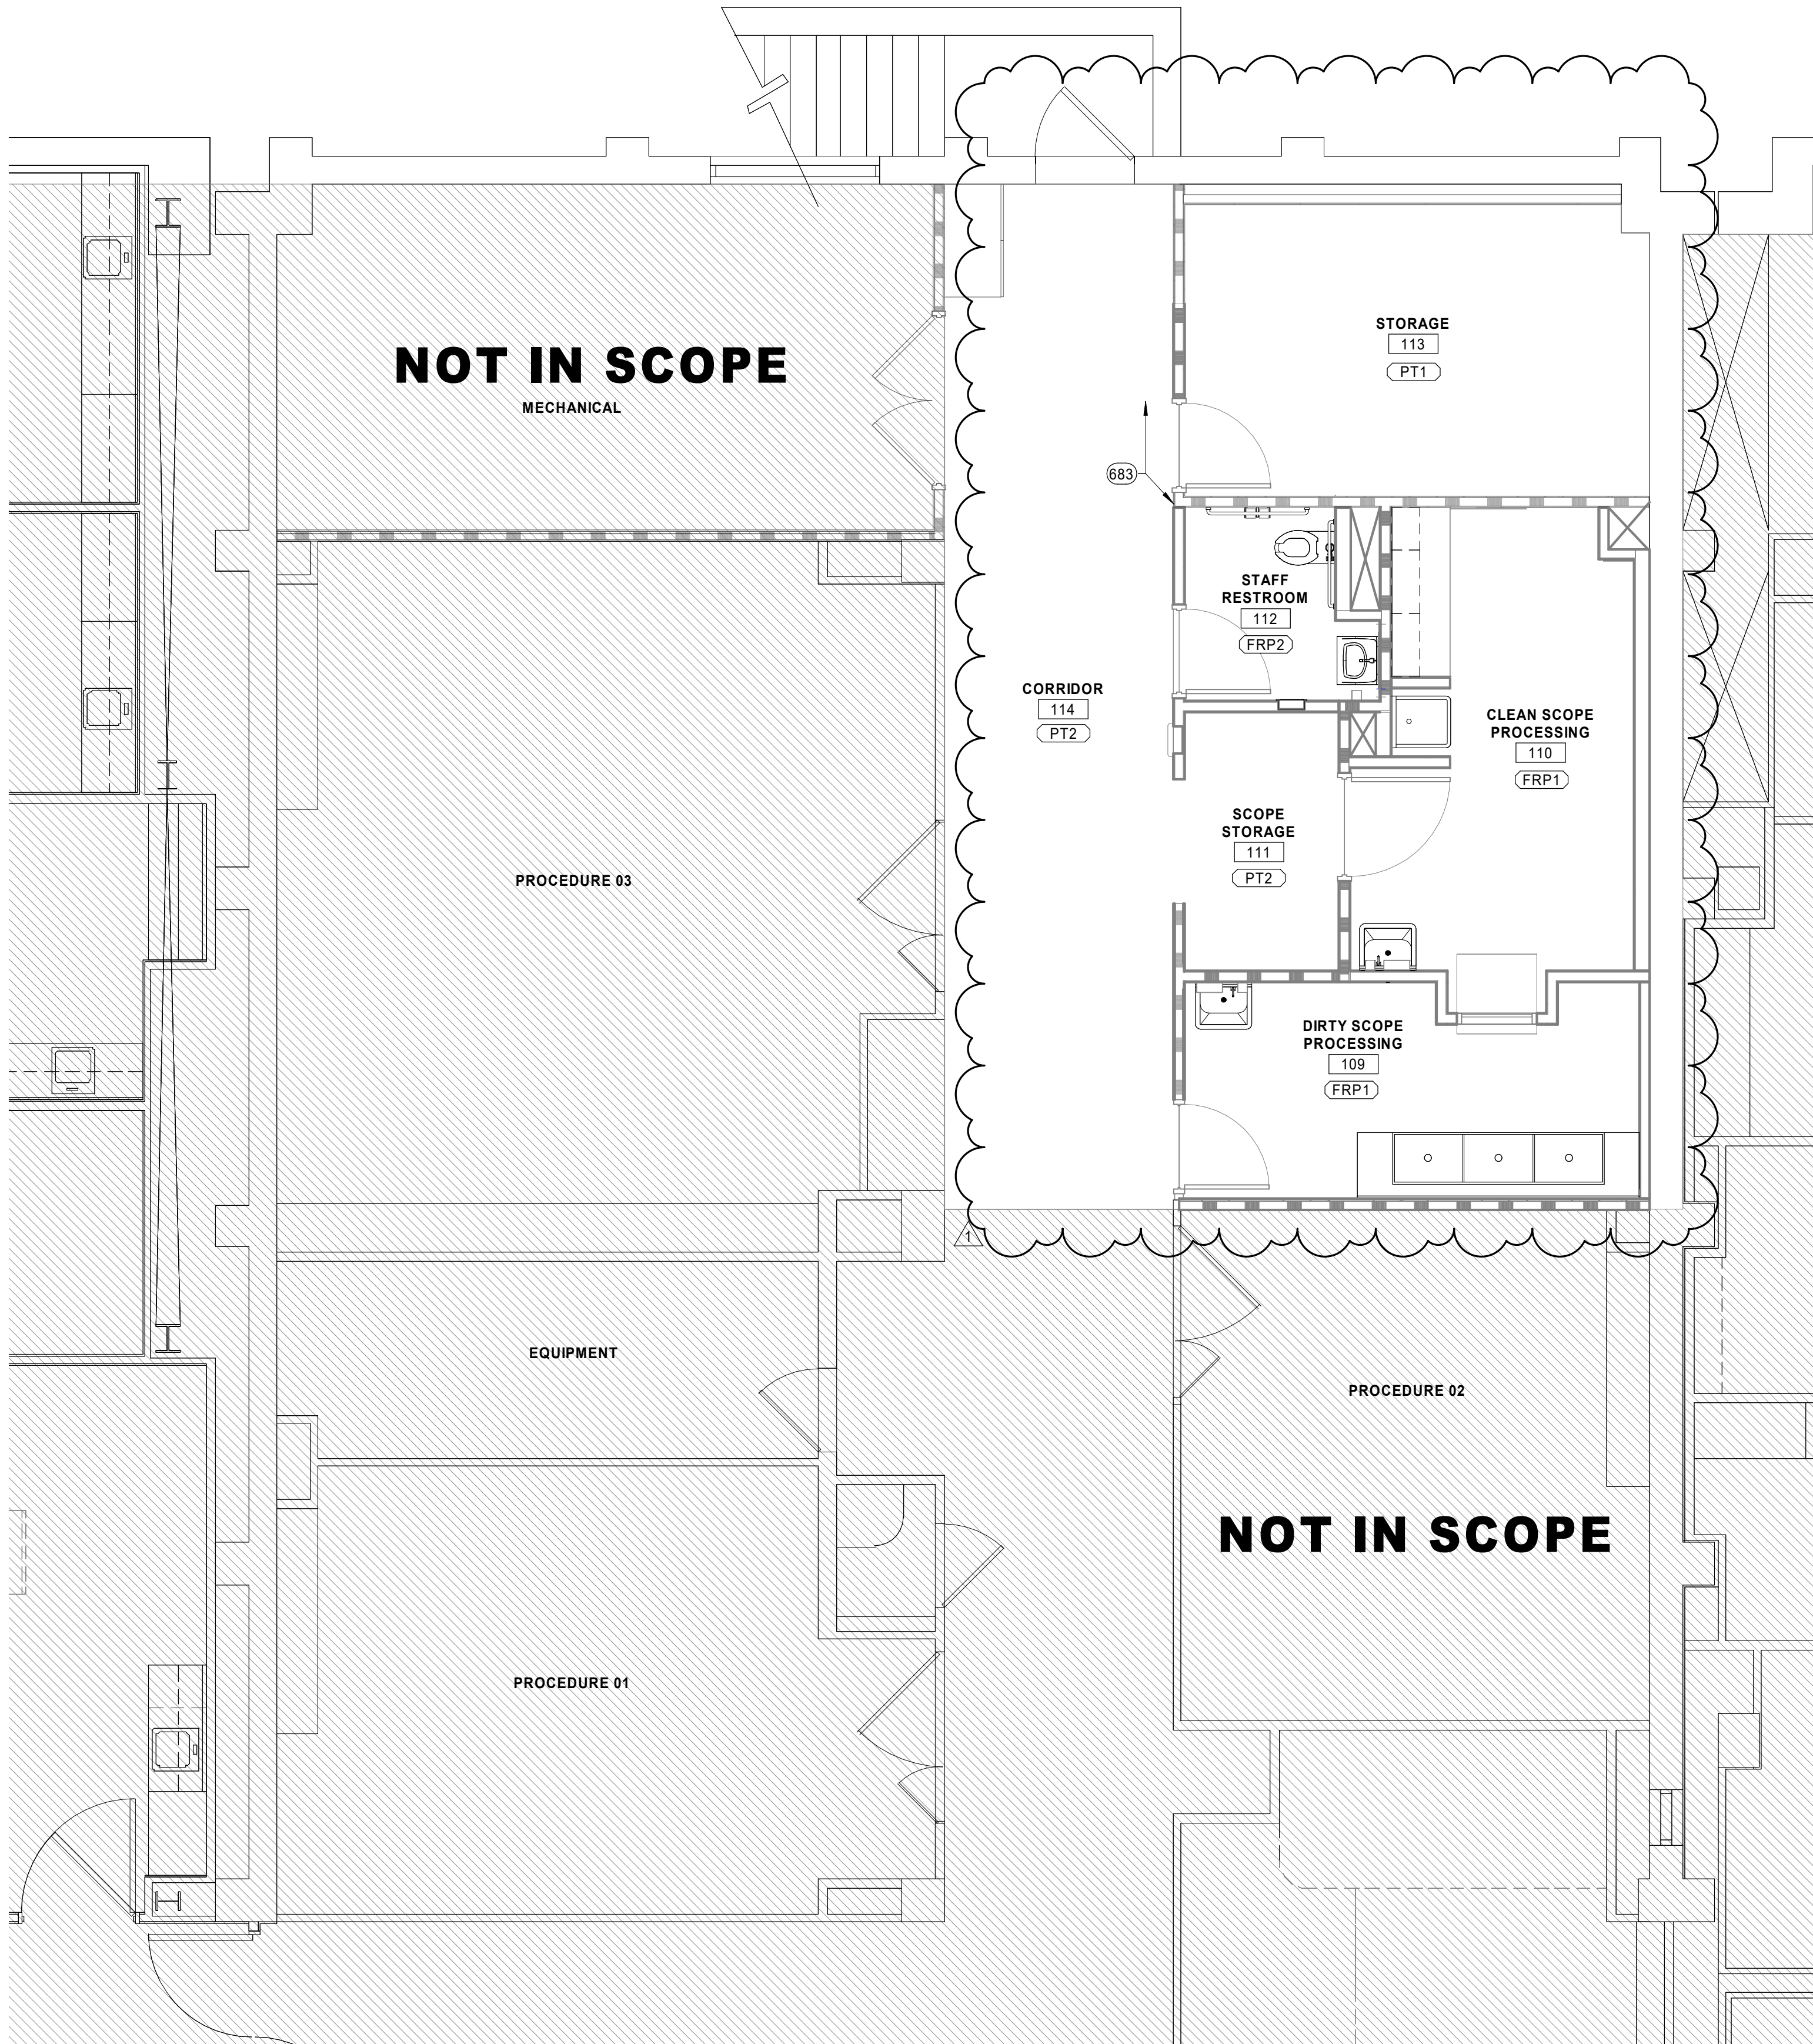 NOT IN SCOPE
MECHANICAL
STORAGE
113
PT1
683
STAFF
RESTROOM
112
FRP2
CORRIDOR
114
PT2
CLEAN SCOPE
PROCESSING
110
FRP1
SCOPE
STORAGE
111
PT2
PROCEDURE 03
DIRTY SCOPE
PROCESSING
109
FRP1
1
EQUIPMENT
PROCEDURE 02
NOT IN SCOPE
PROCEDURE 01